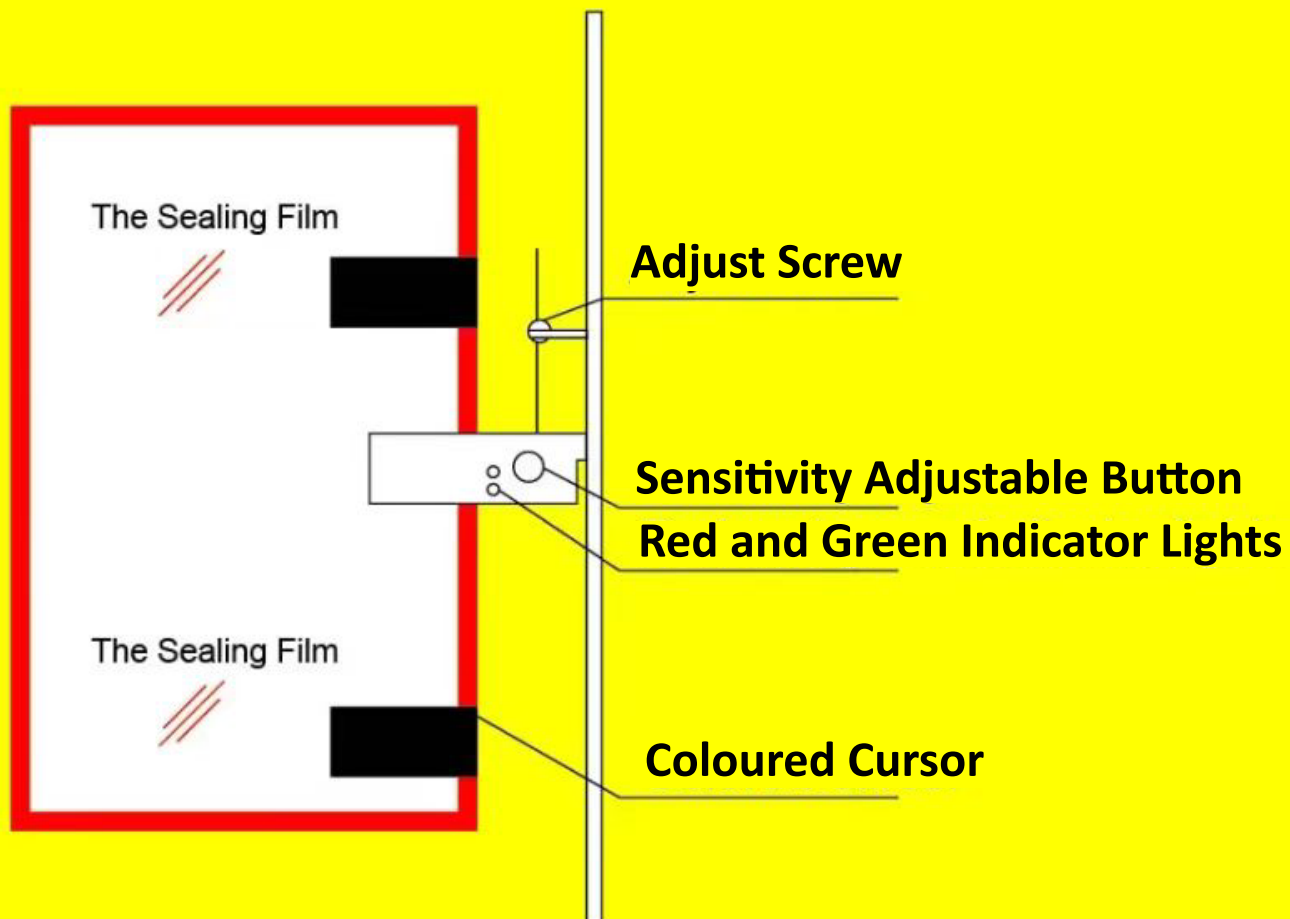 The Sealing Film
Adjust Screw
Sensitivity Adjustable Button
Red and Green Indicator Lights
The Sealing Film
Coloured Cursor